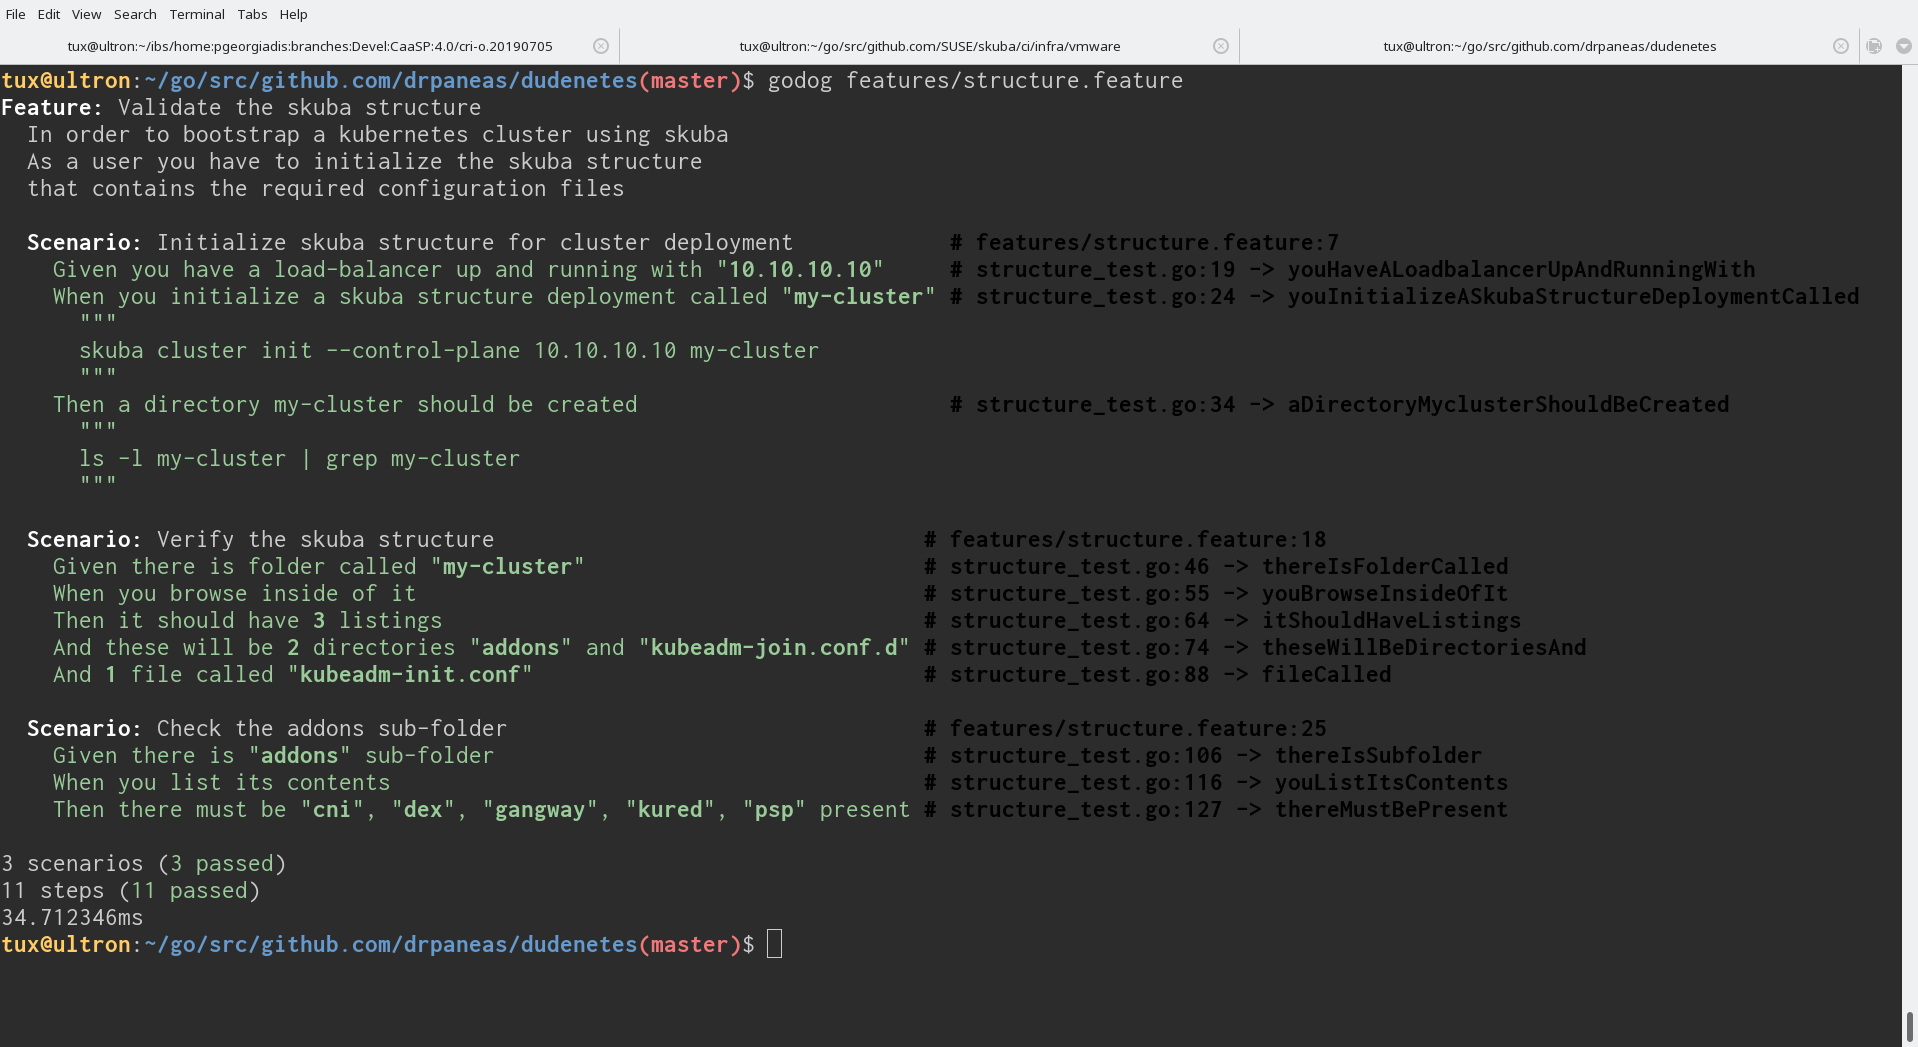 File Edit View Search Terminal Tabs Help
tux@ultron:~/ibs/home:pgeorgiadis:branches:Devel:CaaSP:4.0/cri-o.20190705 tux@ultron:~/go/src/github.com/SUSE/skuba/ci/infra/vmware tux@ultron:~/go/src/github.com/drpaneas/dudenetes
tux@ultron:~/go/src/github.com/drpaneas/dudenetes(master)$ godog features/structure.feature
Feature: Validate the skuba structure
  In order to bootstrap a kubernetes cluster using skuba
  As a user you have to initialize the skuba structure
  that contains the required configuration files
  Scenario: Initialize skuba structure for cluster deployment            # features/structure.feature:7
    Given you have a load-balancer up and running with "10.10.10.10"     # structure_test.go:19 -> youHaveALoadbalancerUpAndRunningWith
    When you initialize a skuba structure deployment called "my-cluster" # structure_test.go:24 -> youInitializeASkubaStructureDeploymentCalled
      """
      skuba cluster init --control-plane 10.10.10.10 my-cluster
      """
    Then a directory my-cluster should be created                        # structure_test.go:34 -> aDirectoryMyclusterShouldBeCreated
      """
      ls -l my-cluster | grep my-cluster
      """
  Scenario: Verify the skuba structure                                 # features/structure.feature:18
    Given there is folder called "my-cluster"                          # structure_test.go:46 -> thereIsFolderCalled
    When you browse inside of it                                       # structure_test.go:55 -> youBrowseInsideOfIt
    Then it should have 3 listings                                     # structure_test.go:64 -> itShouldHaveListings
    And these will be 2 directories "addons" and "kubeadm-join.conf.d" # structure_test.go:74 -> theseWillBeDirectoriesAnd
    And 1 file called "kubeadm-init.conf"                              # structure_test.go:88 -> fileCalled
  Scenario: Check the addons sub-folder                                # features/structure.feature:25
    Given there is "addons" sub-folder                                 # structure_test.go:106 -> thereIsSubfolder
    When you list its contents                                         # structure_test.go:116 -> youListItsContents
    Then there must be "cni", "dex", "gangway", "kured", "psp" present # structure_test.go:127 -> thereMustBePresent
3 scenarios (3 passed)
11 steps (11 passed)
34.712346ms
tux@ultron:~/go/src/github.com/drpaneas/dudenetes(master)$